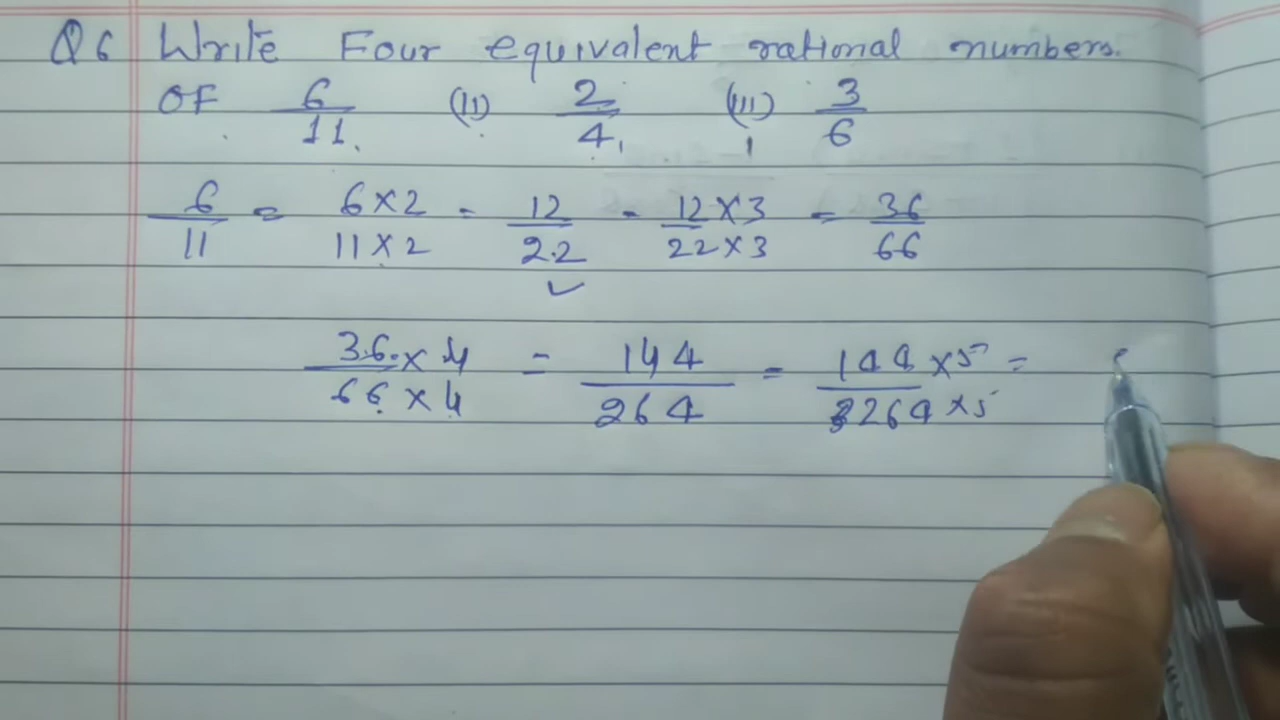 Q6 Write Four equivalent rational numbers.
OF 6/11. (II) 2/4, (III) 3/6
6/11 = 6×2/11×2 = 12/22 = 12×3/22×3 = 36/66
✓
36×4/66×4 = 144/264 = 144×5/264×5 =